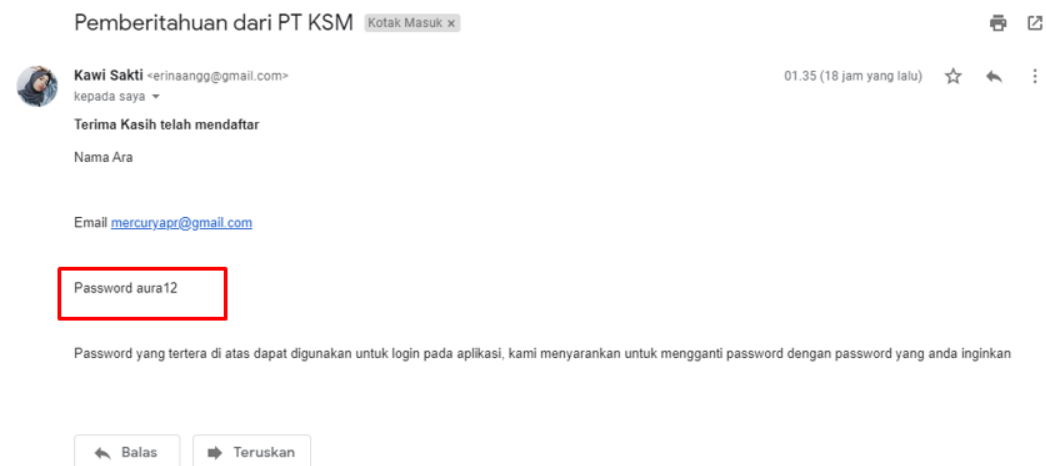 Pemberitahuan dari PT KSM Kotak Masuk ×
Kawi Sakti <erinaangg@gmail.com> 01.35 (18 jam yang lalu)
kepada saya
Terima Kasih telah mendaftar
Nama Ara
Email mercuryapr@gmail.com
Password aura12
Password yang tertera di atas dapat digunakan untuk login pada aplikasi, kami menyarankan untuk mengganti password dengan password yang anda inginkan
Balas Teruskan